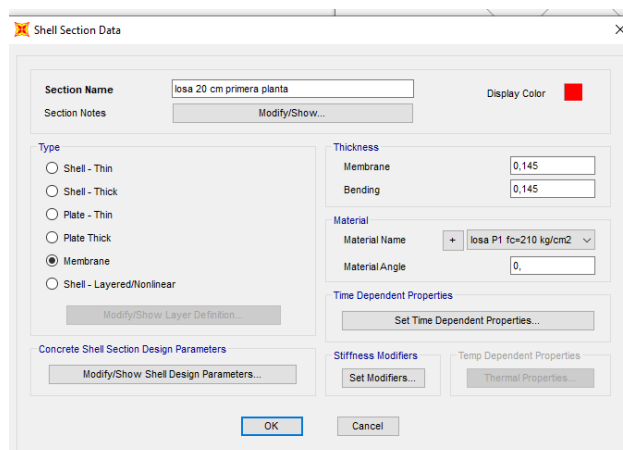 Shell Section Data
Section Name
losa 20 cm primera planta
Display Color
Section Notes
Modify/Show...
Type
Shell - Thin
Shell - Thick
Plate - Thin
Plate Thick
Membrane
Shell - Layered/Nonlinear
Modify/Show Layer Definition...
Concrete Shell Section Design Parameters
Modify/Show Shell Design Parameters...
Thickness
Membrane
0,145
Bending
0,145
Material
Material Name
+
losa P1 fc=210 kg/cm2
Material Angle
0,
Time Dependent Properties
Set Time Dependent Properties...
Stiffness Modifiers
Set Modifiers...
Temp Dependent Properties
Thermal Properties...
OK
Cancel